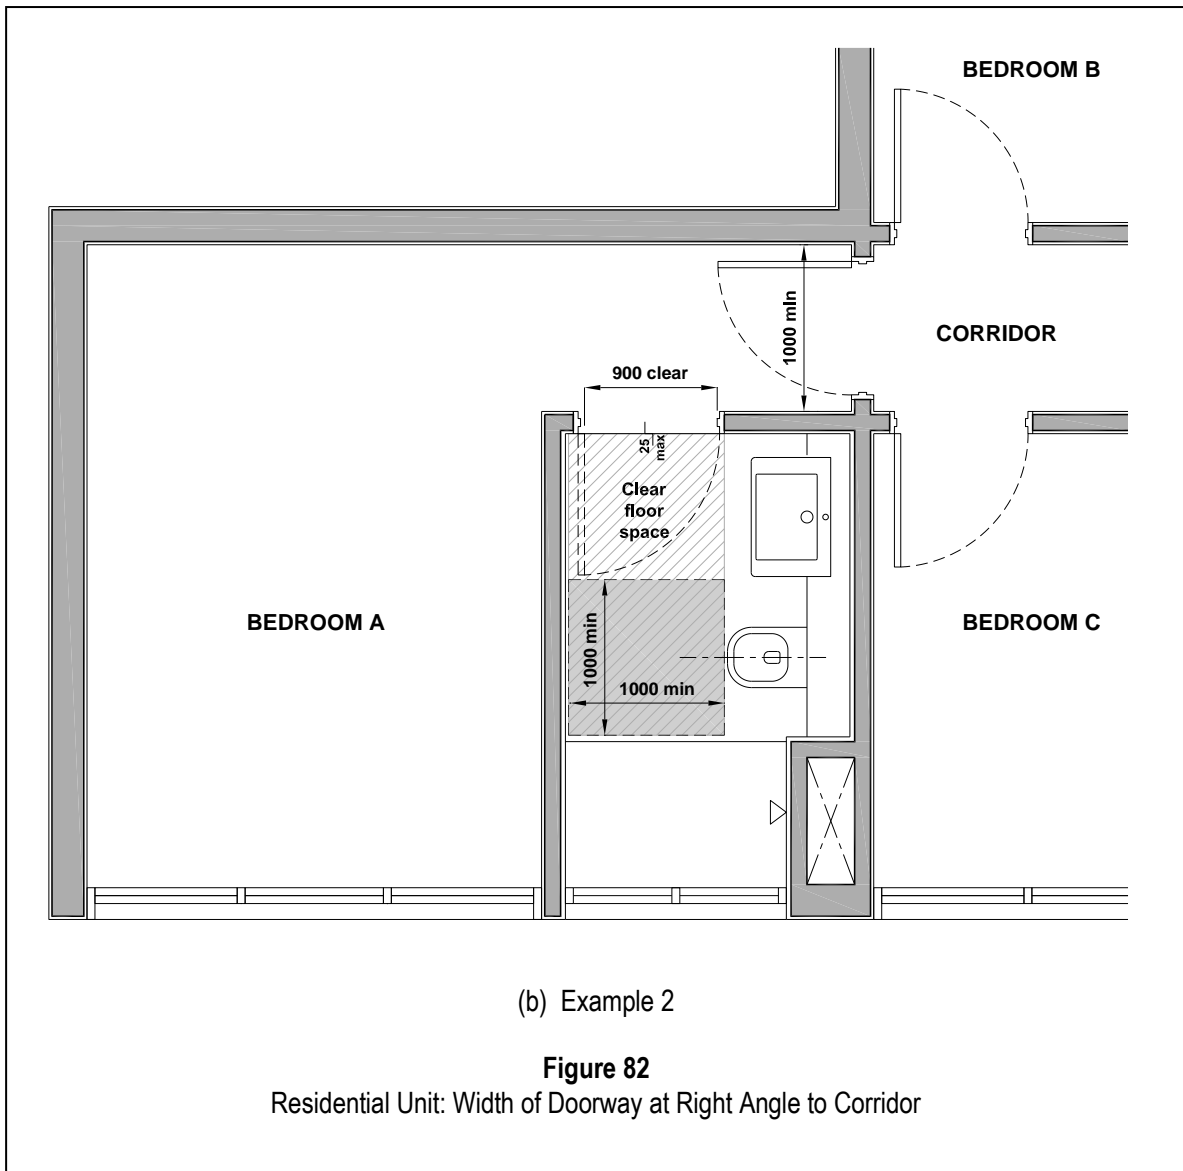 BEDROOM B
1000 min
CORRIDOR
900 clear
25
max
Clear
floor
space
BEDROOM A
1000 min
1000 min
BEDROOM C
(b) Example 2
Figure 82
Residential Unit: Width of Doorway at Right Angle to Corridor